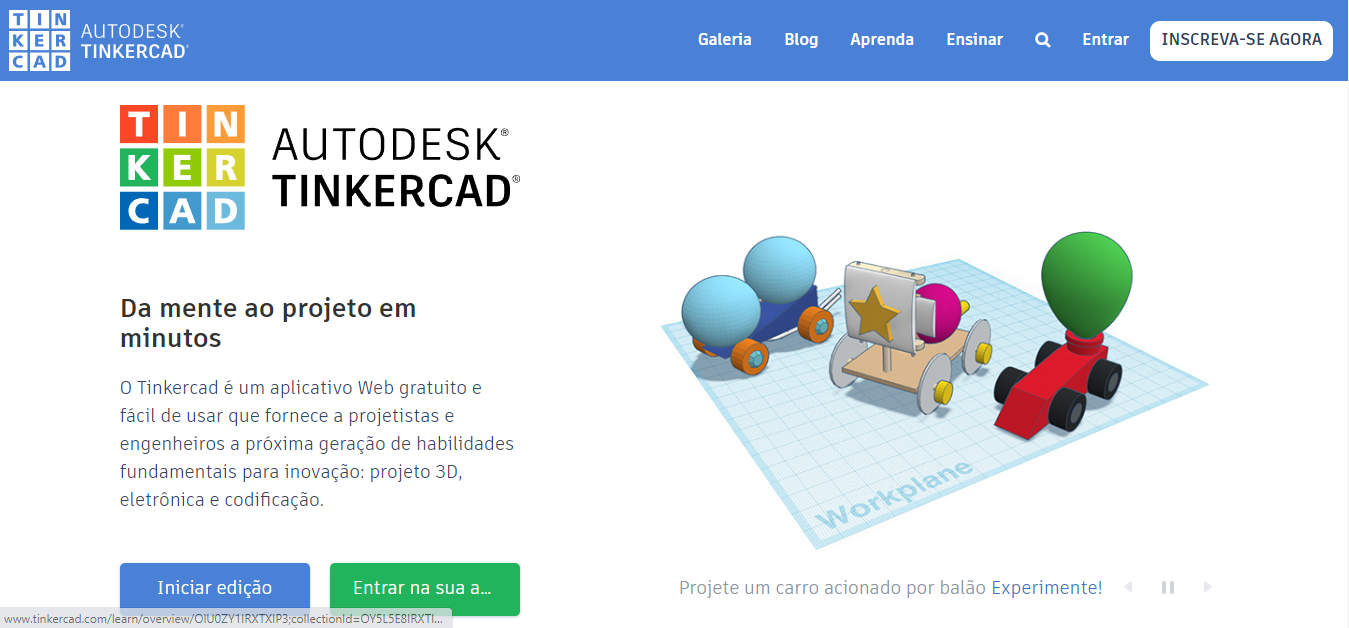 TIN
KER
CAD
AUTODESK®
TINKERCAD®
Galeria Blog Aprenda Ensinar Entrar INSCREVA-SE AGORA
TIN
KER
CAD
AUTODESK®
TINKERCAD®
Da mente ao projeto em
minutos
O Tinkercad é um aplicativo Web gratuito e
fácil de usar que fornece a projetistas e
engenheiros a próxima geração de habilidades
fundamentais para inovação: projeto 3D,
eletrônica e codificação.
Iniciar edição
Entrar na sua a...
Workplane
Projete um carro acionado por balão Experimente!
www.tinkercad.com/learn/overview/OIU0ZY1IRXTXIP3;collectionId=OY5L5E8IRXTI...